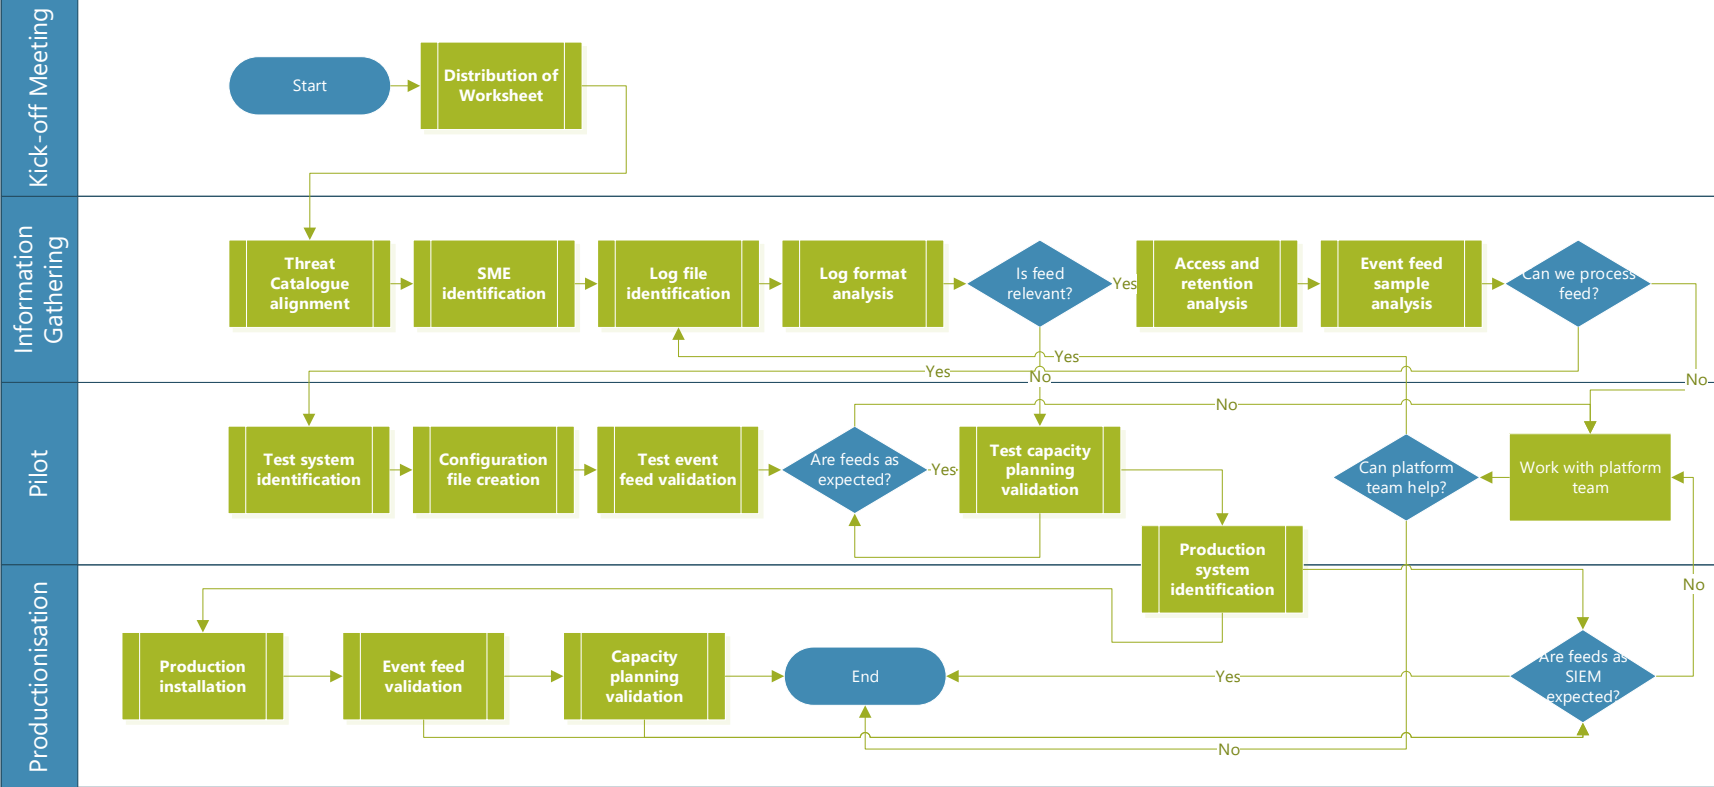 Kick-off Meeting
Start
Distribution of
Worksheet
Information
Gathering
Threat
Catalogue
alignment
SME
identification
Log file
identification
Log format
analysis
Is feed
relevant?
Yes
Access and
retention
analysis
Event feed
sample
analysis
Can we process
feed?
Yes
Yes
No
No
Pilot
No
Test system
identification
Configuration
file creation
Test event
feed validation
Are feeds as
expected?
Yes
Test capacity
planning
validation
Can platform
team help?
Work with platform
team
Production
system
identification
No
Productionisation
Production
installation
Event feed
validation
Capacity
planning
validation
End
Yes
Are feeds as
SIEM
expected?
No